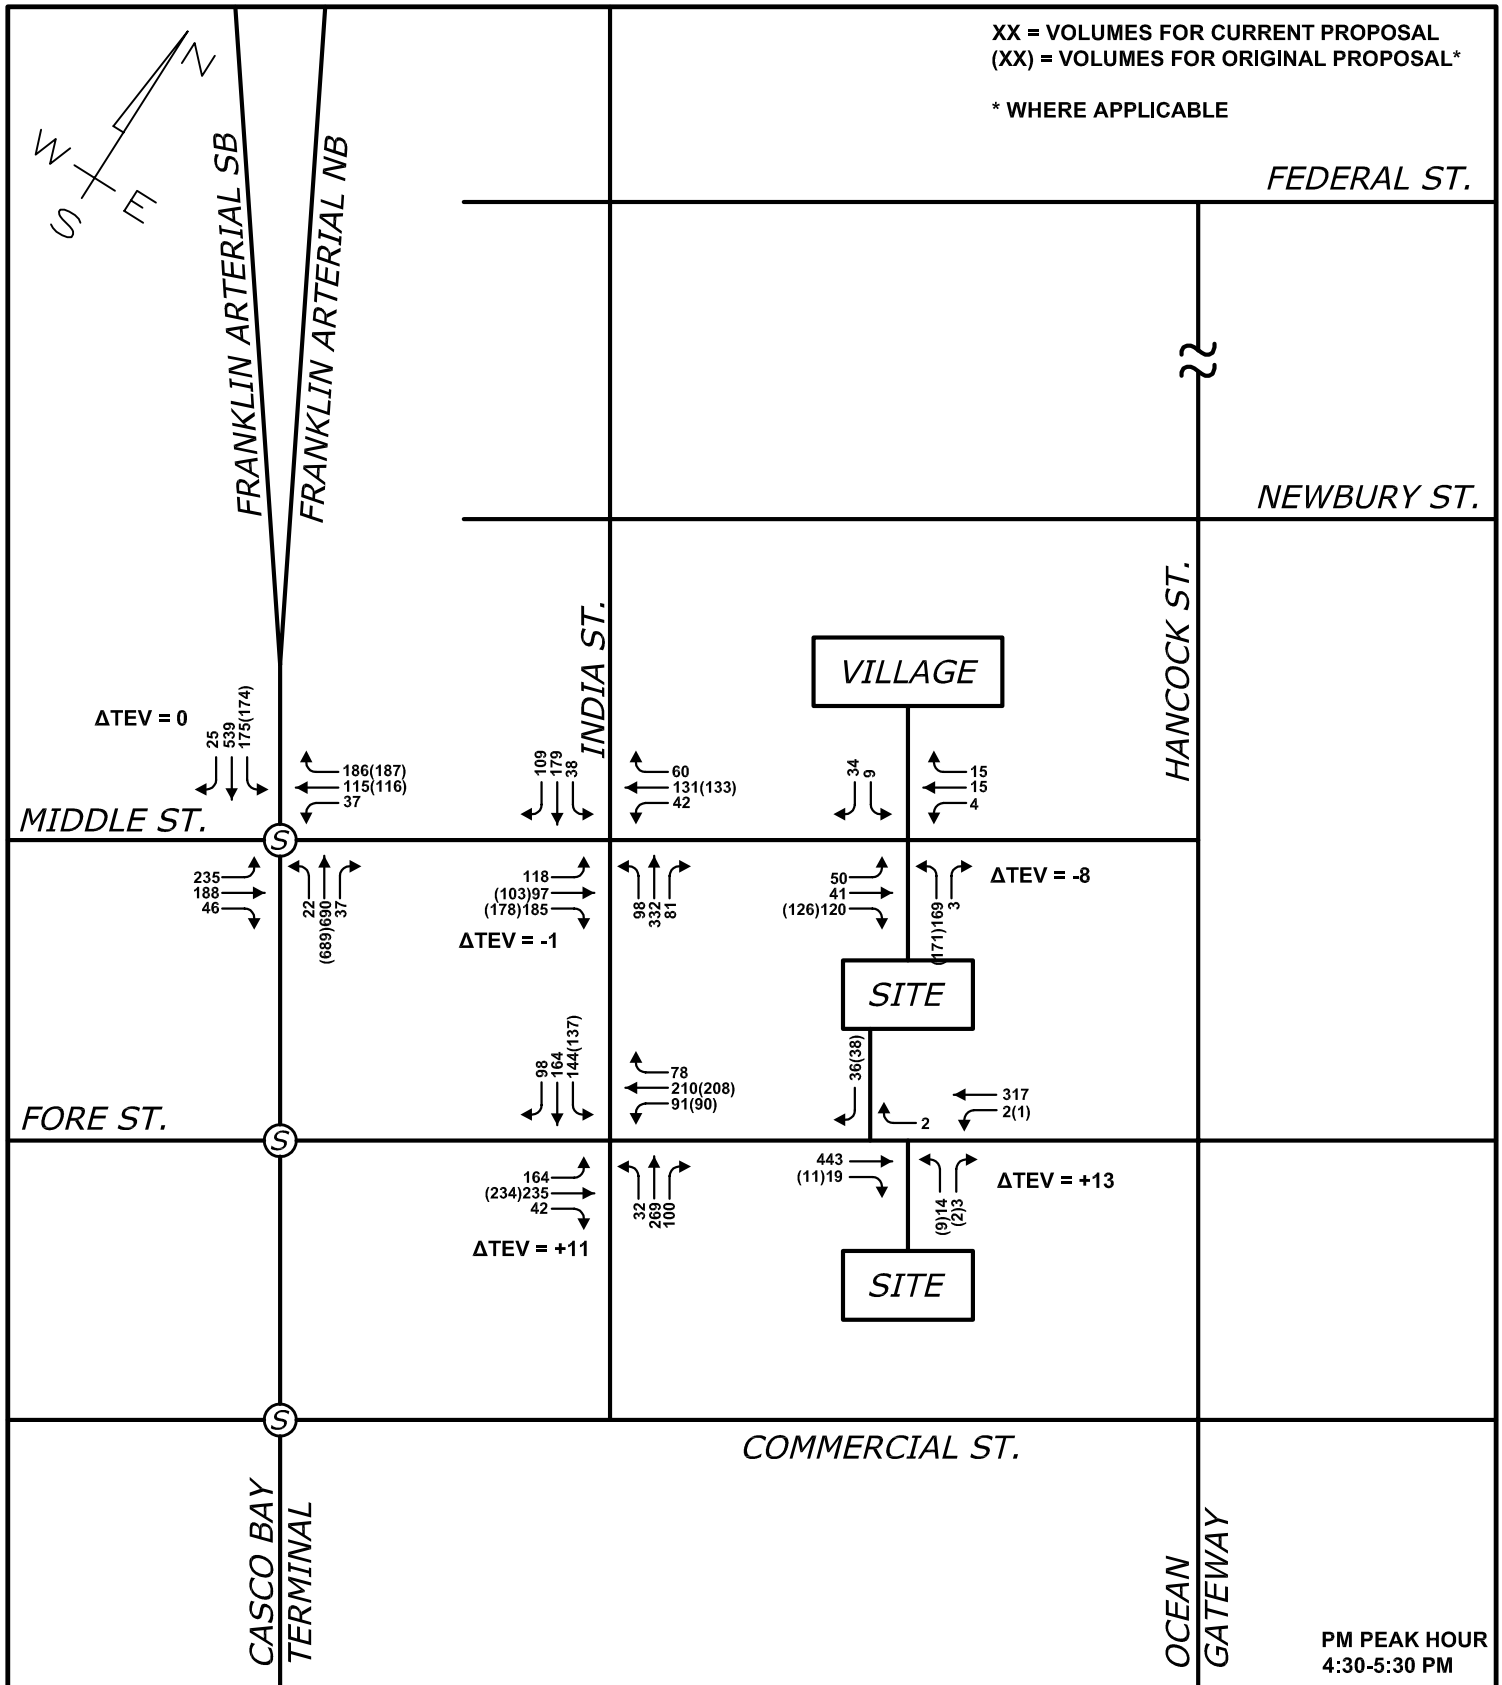 XX = VOLUMES FOR CURRENT PROPOSAL
(XX) = VOLUMES FOR ORIGINAL PROPOSAL*
* WHERE APPLICABLE
N
W
E
S
FEDERAL ST.
FRANKLIN ARTERIAL SB
FRANKLIN ARTERIAL NB
NEWBURY ST.
INDIA ST.
HANCOCK ST.
VILLAGE
ΔTEV = 0
25
539
175(174)
186(187)
115(116)
37
109
179
38
60
131(133)
42
34
9
15
15
4
MIDDLE ST.
S
235
188
46
22
(689)690
37
118
(103)97
(178)185
98
332
81
ΔTEV = -1
50
41
(126)120
(171)169
3
ΔTEV = -8
SITE
98
164
144(137)
78
210(208)
91(90)
36(38)
2
317
2(1)
FORE ST.
S
164
(234)235
42
32
269
100
ΔTEV = +11
443
(11)19
(9)14
(2)3
ΔTEV = +13
SITE
S
COMMERCIAL ST.
CASCO BAY
TERMINAL
OCEAN
GATEWAY
PM PEAK HOUR
4:30-5:30 PM